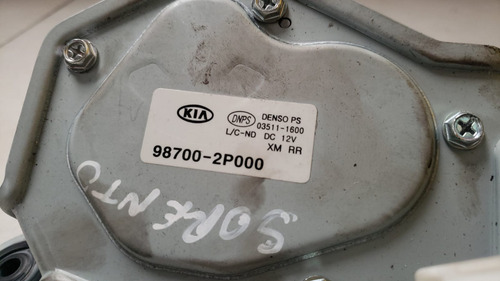 KIA DNPS DENSO PS
03511-1600
L/C-ND DC 12V
XM RR
98700-2P000
SORENTO